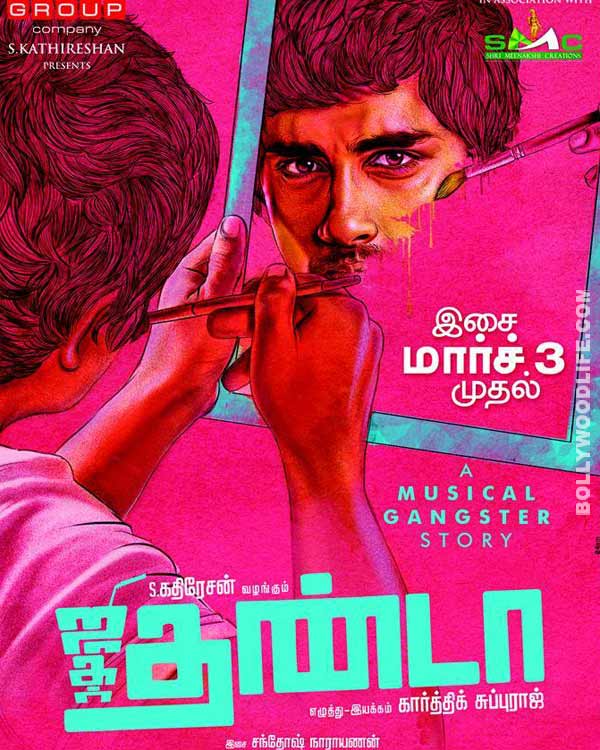 GROUP
company
S.KATHIRESHAN
PRESENTS
IN ASSOCIATION WITH
SMC
SHRI MEENAKSHI CREATIONS
இசை
மார்ச் 3
முதல்
BOLLYWOODLIFE.COM
A
MUSICAL
GANGSTER
STORY
S.கதிரேசன் வழங்கும்
ஜிகர்தண்டா
எழுத்து-இயக்கம் கார்த்திக் சுப்புராஜ்
இசை சந்தோஷ் நாராயணன்